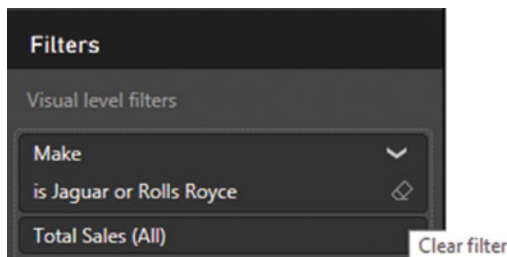 Filters
Visual level filters
Make
is Jaguar or Rolls Royce
Total Sales (All)
Clear filter